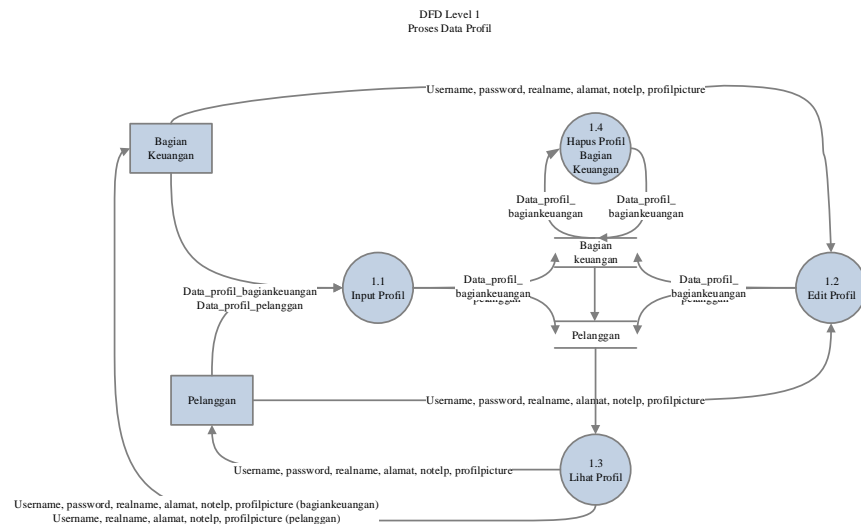 DFD Level 1
Proses Data Profil
Username, password, realname, alamat, notelp, profilpicture
Bagian
Keuangan
1.4
Hapus Profil
Bagian
Keuangan
Data_profil_
bagiankeuangan
Data_profil_
bagiankeuangan
Bagian
keuangan
1.1
Input Profil
Data_profil_bagiankeuangan
Data_profil_pelanggan
Data_profil_
bagiankeuangan
pelanggan
Data_profil_
bagiankeuangan
pelanggan
1.2
Edit Profil
Pelanggan
Pelanggan
Username, password, realname, alamat, notelp, profilpicture
1.3
Lihat Profil
Username, password, realname, alamat, notelp, profilpicture
Username, password, realname, alamat, notelp, profilpicture (bagiankeuangan)
Username, realname, alamat, notelp, profilpicture (pelanggan)